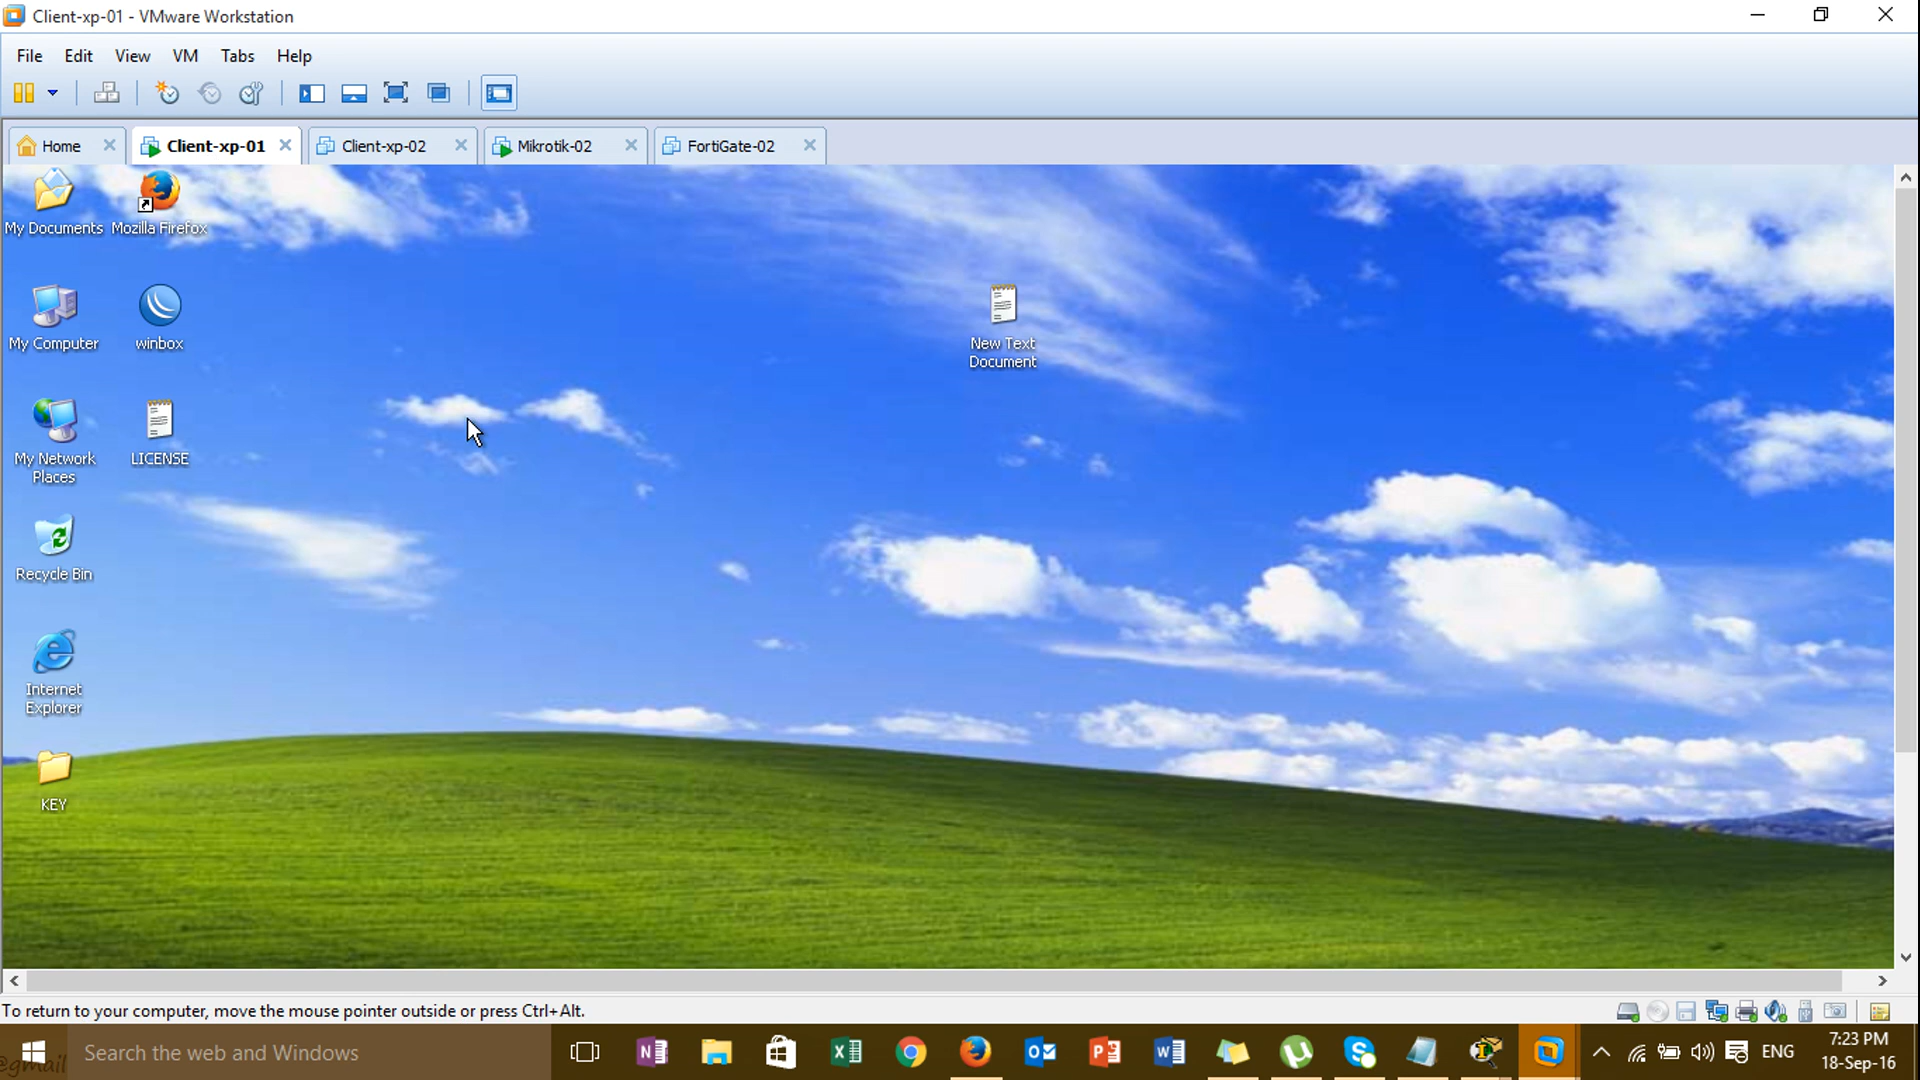 Client-xp-01 - VMware Workstation
File Edit View VM Tabs Help
Home Client-xp-01 Client-xp-02 Mikrotik-02 FortiGate-02
My Documents Mozilla Firefox
My Computer winbox
New Text
Document
My Network
Places
LICENSE
Recycle Bin
Internet
Explorer
KEY
To return to your computer, move the mouse pointer outside or press Ctrl+Alt.
@gmail
Search the web and Windows
ENG
7:23 PM
18-Sep-16